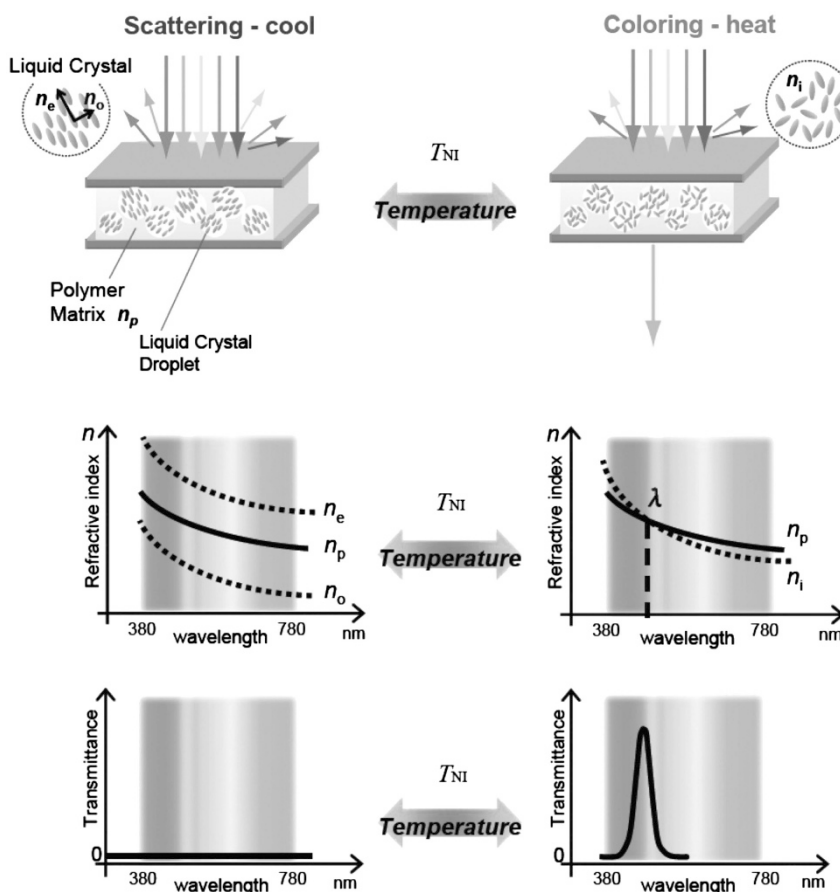 Scattering - cool
Coloring - heat
Liquid Crystal
ne
no
ni
TNI
Temperature
Polymer
Matrix np
Liquid Crystal
Droplet
n
Refractive index
ne
np
no
380
wavelength
780
nm
TNI
Temperature
n
Refractive index
λ
np
ni
380
wavelength
780
nm
Transmittance
0
380
wavelength
780
nm
TNI
Temperature
Transmittance
0
380
wavelength
780
nm